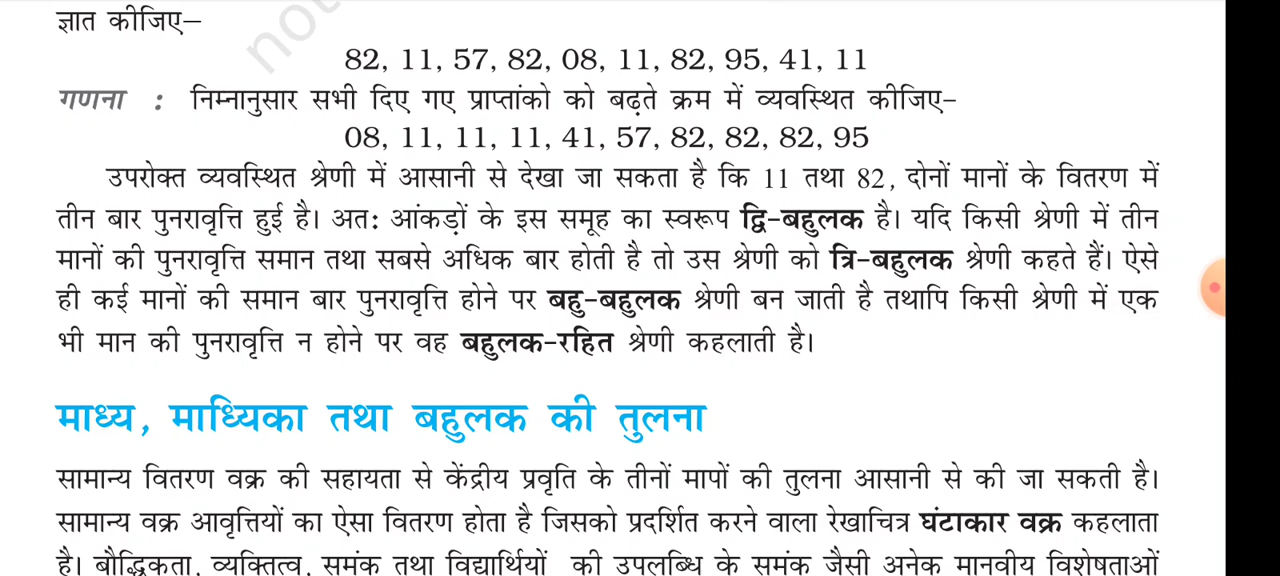 ज्ञात कीजिए–
82, 11, 57, 82, 08, 11, 82, 95, 41, 11
गणना : निम्नानुसार सभी दिए गए प्राप्तांको को बढ़ते क्रम में व्यवस्थित कीजिए–
08, 11, 11, 11, 41, 57, 82, 82, 82, 95
उपरोक्त व्यवस्थित श्रेणी में आसानी से देखा जा सकता है कि 11 तथा 82, दोनों मानों के वितरण में
तीन बार पुनरावृत्ति हुई है। अतः आंकड़ों के इस समूह का स्वरूप द्वि-बहुलक है। यदि किसी श्रेणी में तीन
मानों की पुनरावृत्ति समान तथा सबसे अधिक बार होती है तो उस श्रेणी को त्रि-बहुलक श्रेणी कहते हैं। ऐसे
ही कई मानों की समान बार पुनरावृत्ति होने पर बहु-बहुलक श्रेणी बन जाती है तथापि किसी श्रेणी में एक
भी मान की पुनरावृत्ति न होने पर वह बहुलक-रहित श्रेणी कहलाती है।
माध्य, माध्यिका तथा बहुलक की तुलना
सामान्य वितरण वक्र की सहायता से केंद्रीय प्रवृति के तीनों मापों की तुलना आसानी से की जा सकती है।
सामान्य वक्र आवृत्तियों का ऐसा वितरण होता है जिसको प्रदर्शित करने वाला रेखाचित्र घंटाकार वक्र कहलाता
है। बौद्धिकता, व्यक्तित्व, समंक तथा विद्यार्थियों की उपलब्धि के समंक जैसी अनेक मानवीय विशेषताओं